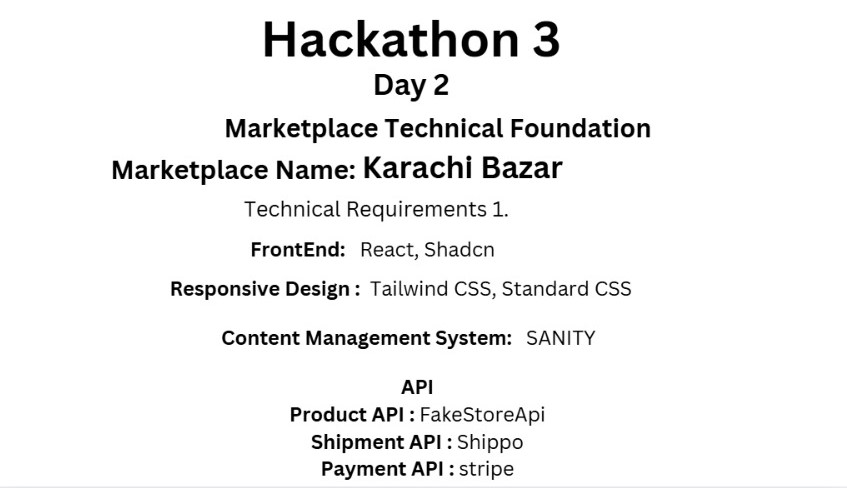 Hackathon 3
Day 2
Marketplace Technical Foundation
Marketplace Name: Karachi Bazar
Technical Requirements 1.
FrontEnd: React, Shadcn
Responsive Design : Tailwind CSS, Standard CSS
Content Management System: SANITY
API
Product API : FakeStoreApi
Shipment API : Shippo
Payment API : stripe